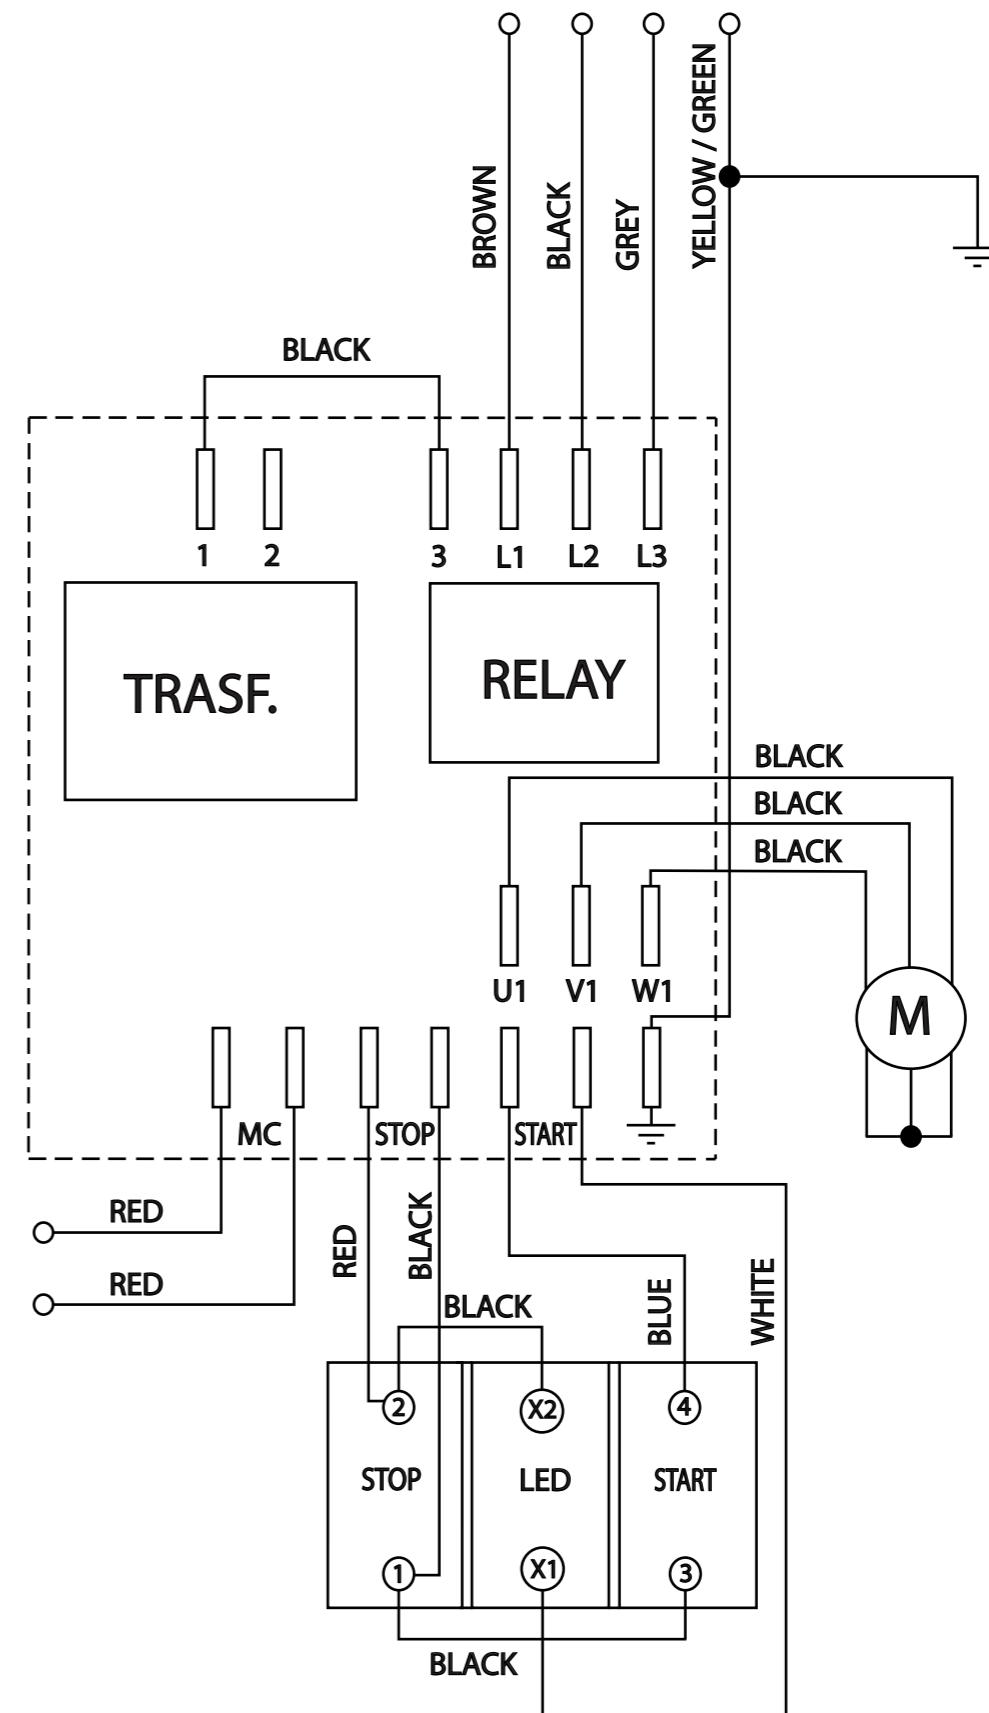 BROWN
BLACK
GREY
YELLOW / GREEN
BLACK
1
2
3
L1
L2
L3
TRASF.
RELAY
BLACK
BLACK
BLACK
U1
V1
W1
M
MC
STOP
START
RED
RED
RED
BLACK
BLACK
BLUE
WHITE
2
X2
4
STOP
LED
START
1
X1
3
BLACK